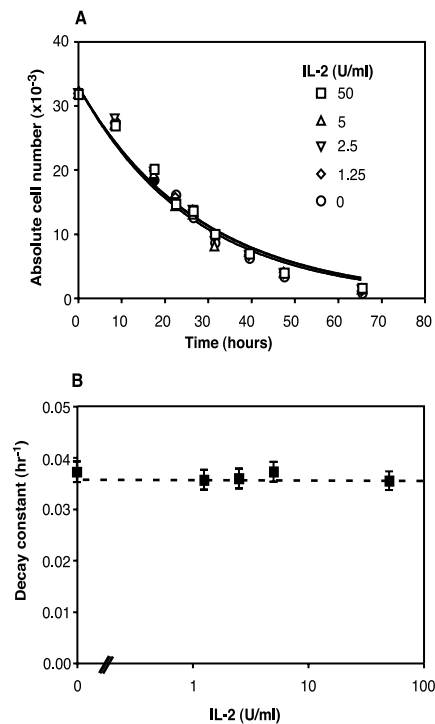 A
Absolute cell number (x10-3)
40
30
20
10
0
0 10 20 30 40 50 60 70 80
Time (hours)
IL-2 (U/ml)
50
5
2.5
1.25
0
B
Decay constant (hr-1)
0.05
0.04
0.03
0.02
0.01
0.00
0 1 10 100
IL-2 (U/ml)